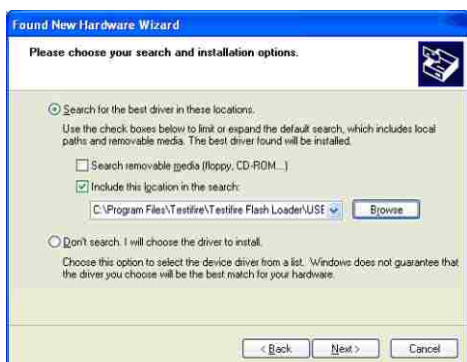 Found New Hardware Wizard
Please choose your search and installation options.
Search for the best driver in these locations.
Use the check boxes below to limit or expand the default search, which includes local
paths and removable media. The best driver found will be installed.
Search removable media (floppy, CD-ROM...)
Include this location in the search:
C:\Program Files\Testifire\Testifire Flash Loader\USE
Browse
Don't search. I will choose the driver to install.
Choose this option to select the device driver from a list. Windows does not guarantee that
the driver you choose will be the best match for your hardware.
< Back Next > Cancel